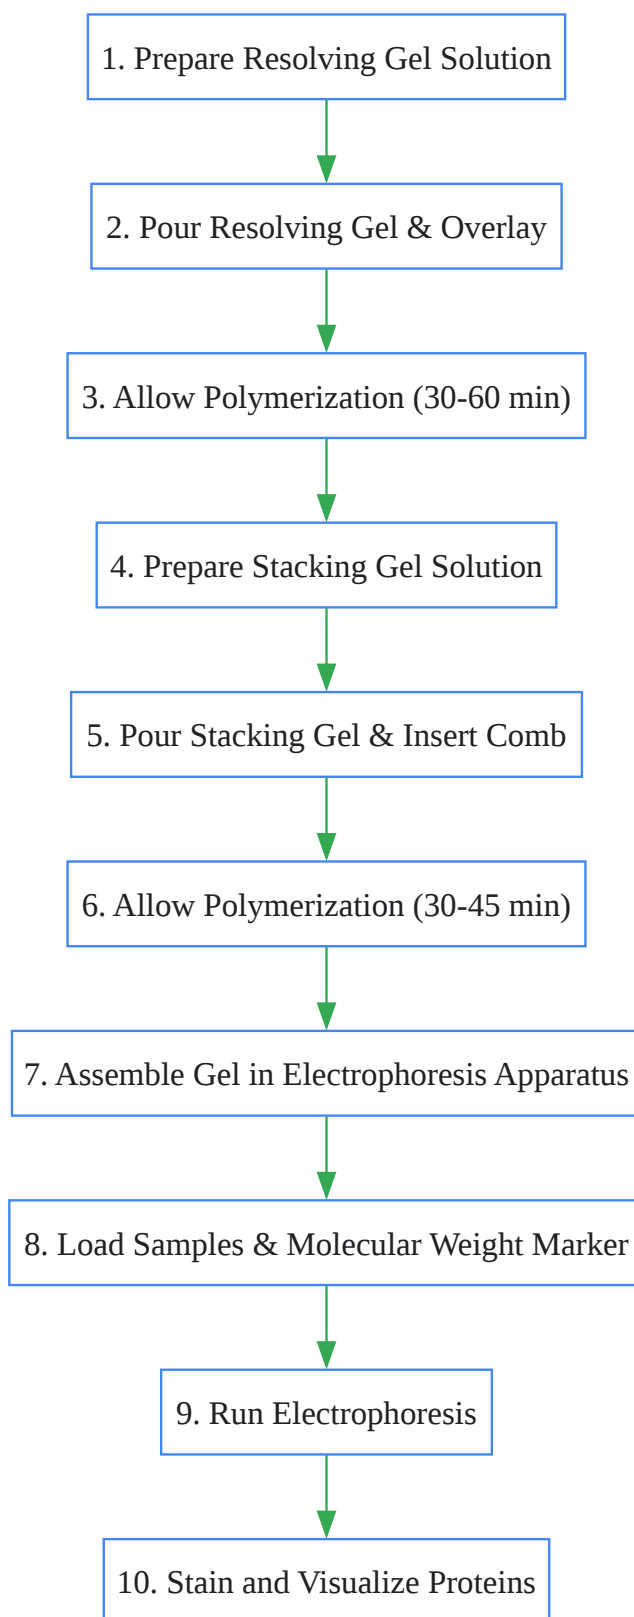 1. Prepare Resolving Gel Solution
2. Pour Resolving Gel & Overlay
3. Allow Polymerization (30-60 min)
4. Prepare Stacking Gel Solution
5. Pour Stacking Gel & Insert Comb
6. Allow Polymerization (30-45 min)
7. Assemble Gel in Electrophoresis Apparatus
8. Load Samples & Molecular Weight Marker
9. Run Electrophoresis
10. Stain and Visualize Proteins